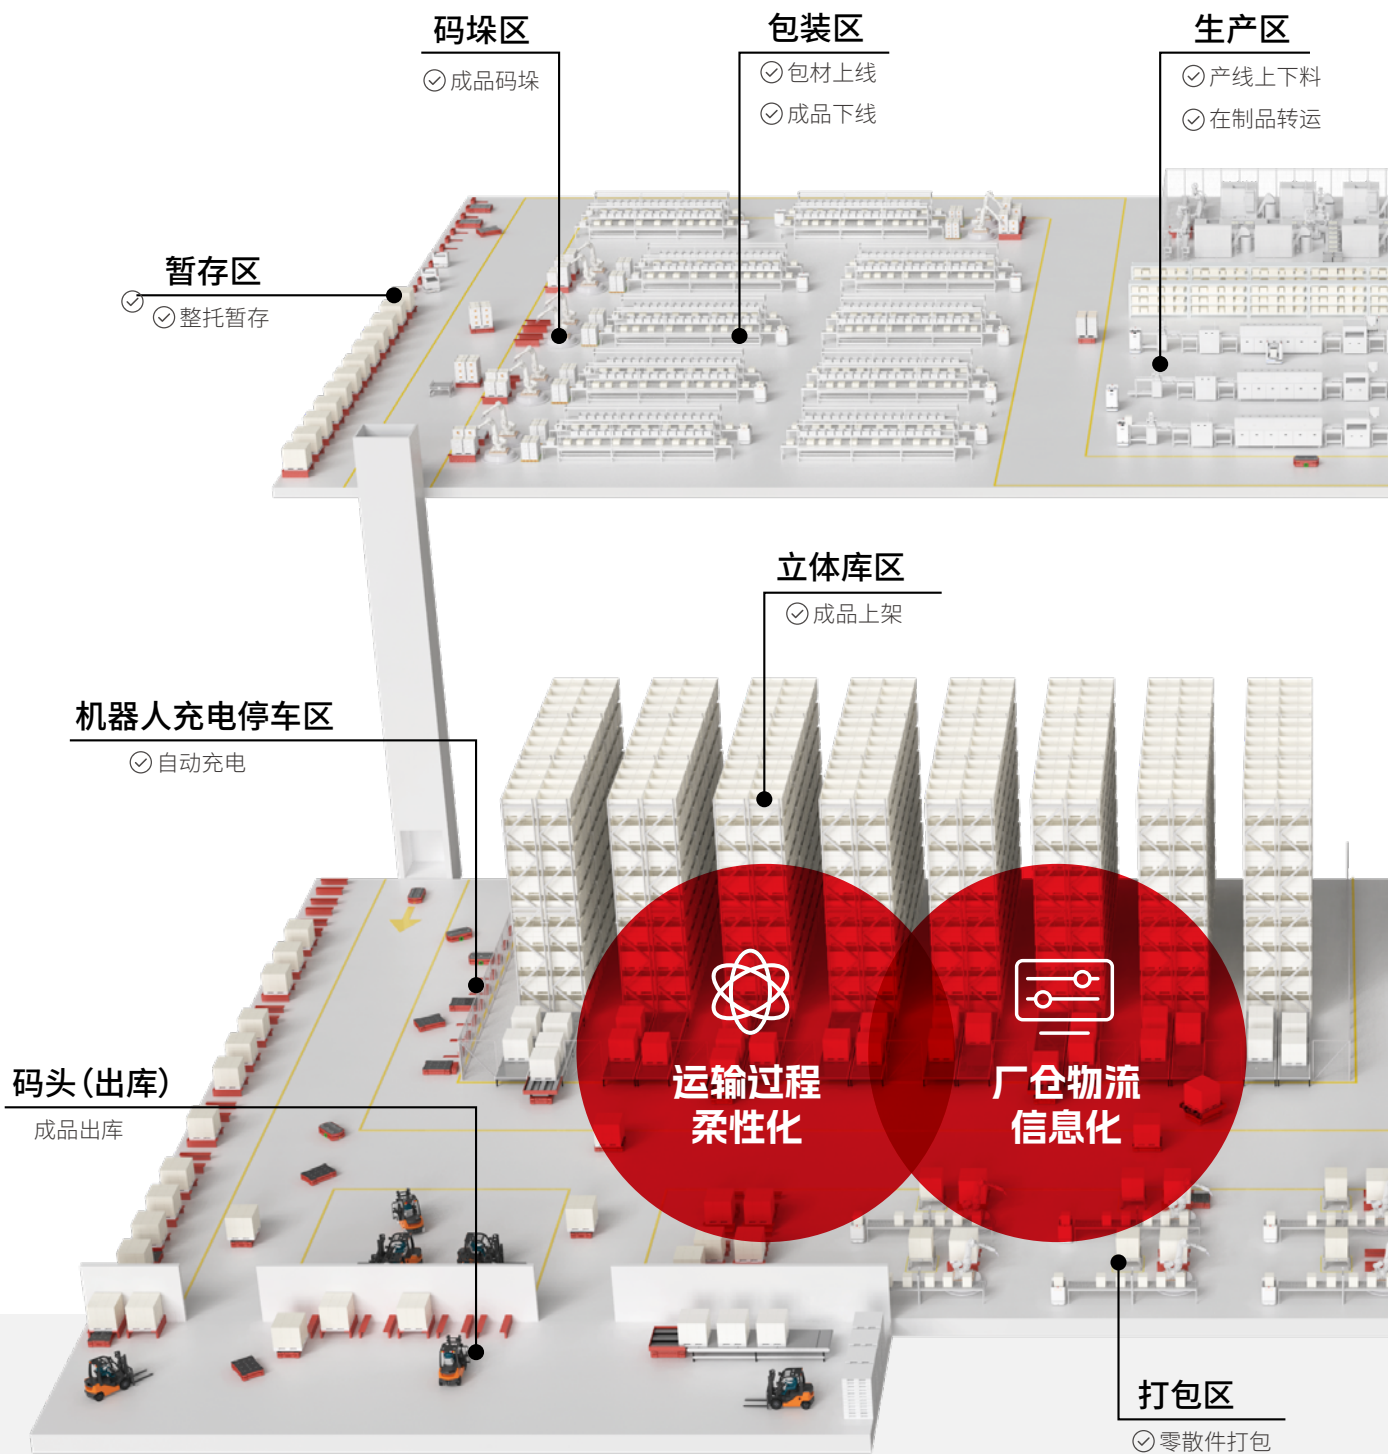 码垛区
成品码垛
包装区
包材上线
成品下线
生产区
产线上下料
在制品转运
暂存区
整托暂存
立体库区
成品上架
机器人充电停车区
自动充电
码头(出库)
成品出库
运输过程
柔性化
厂仓物流
信息化
打包区
零散件打包